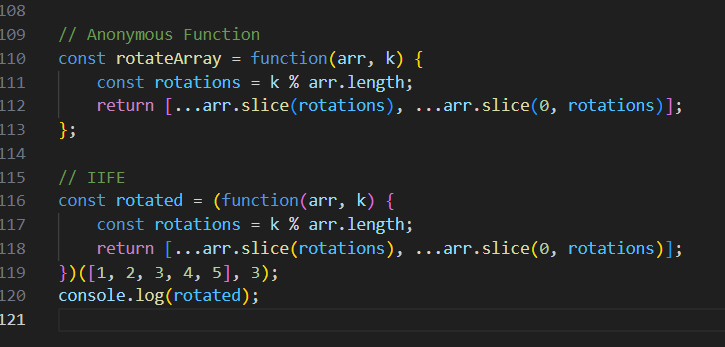 108
109 // Anonymous Function
110 const rotateArray = function(arr, k) {
111     const rotations = k % arr.length;
112     return [...arr.slice(rotations), ...arr.slice(0, rotations)];
113 };
114
115 // IIFE
116 const rotated = (function(arr, k) {
117     const rotations = k % arr.length;
118     return [...arr.slice(rotations), ...arr.slice(0, rotations)];
119 })([1, 2, 3, 4, 5], 3);
120 console.log(rotated);
121